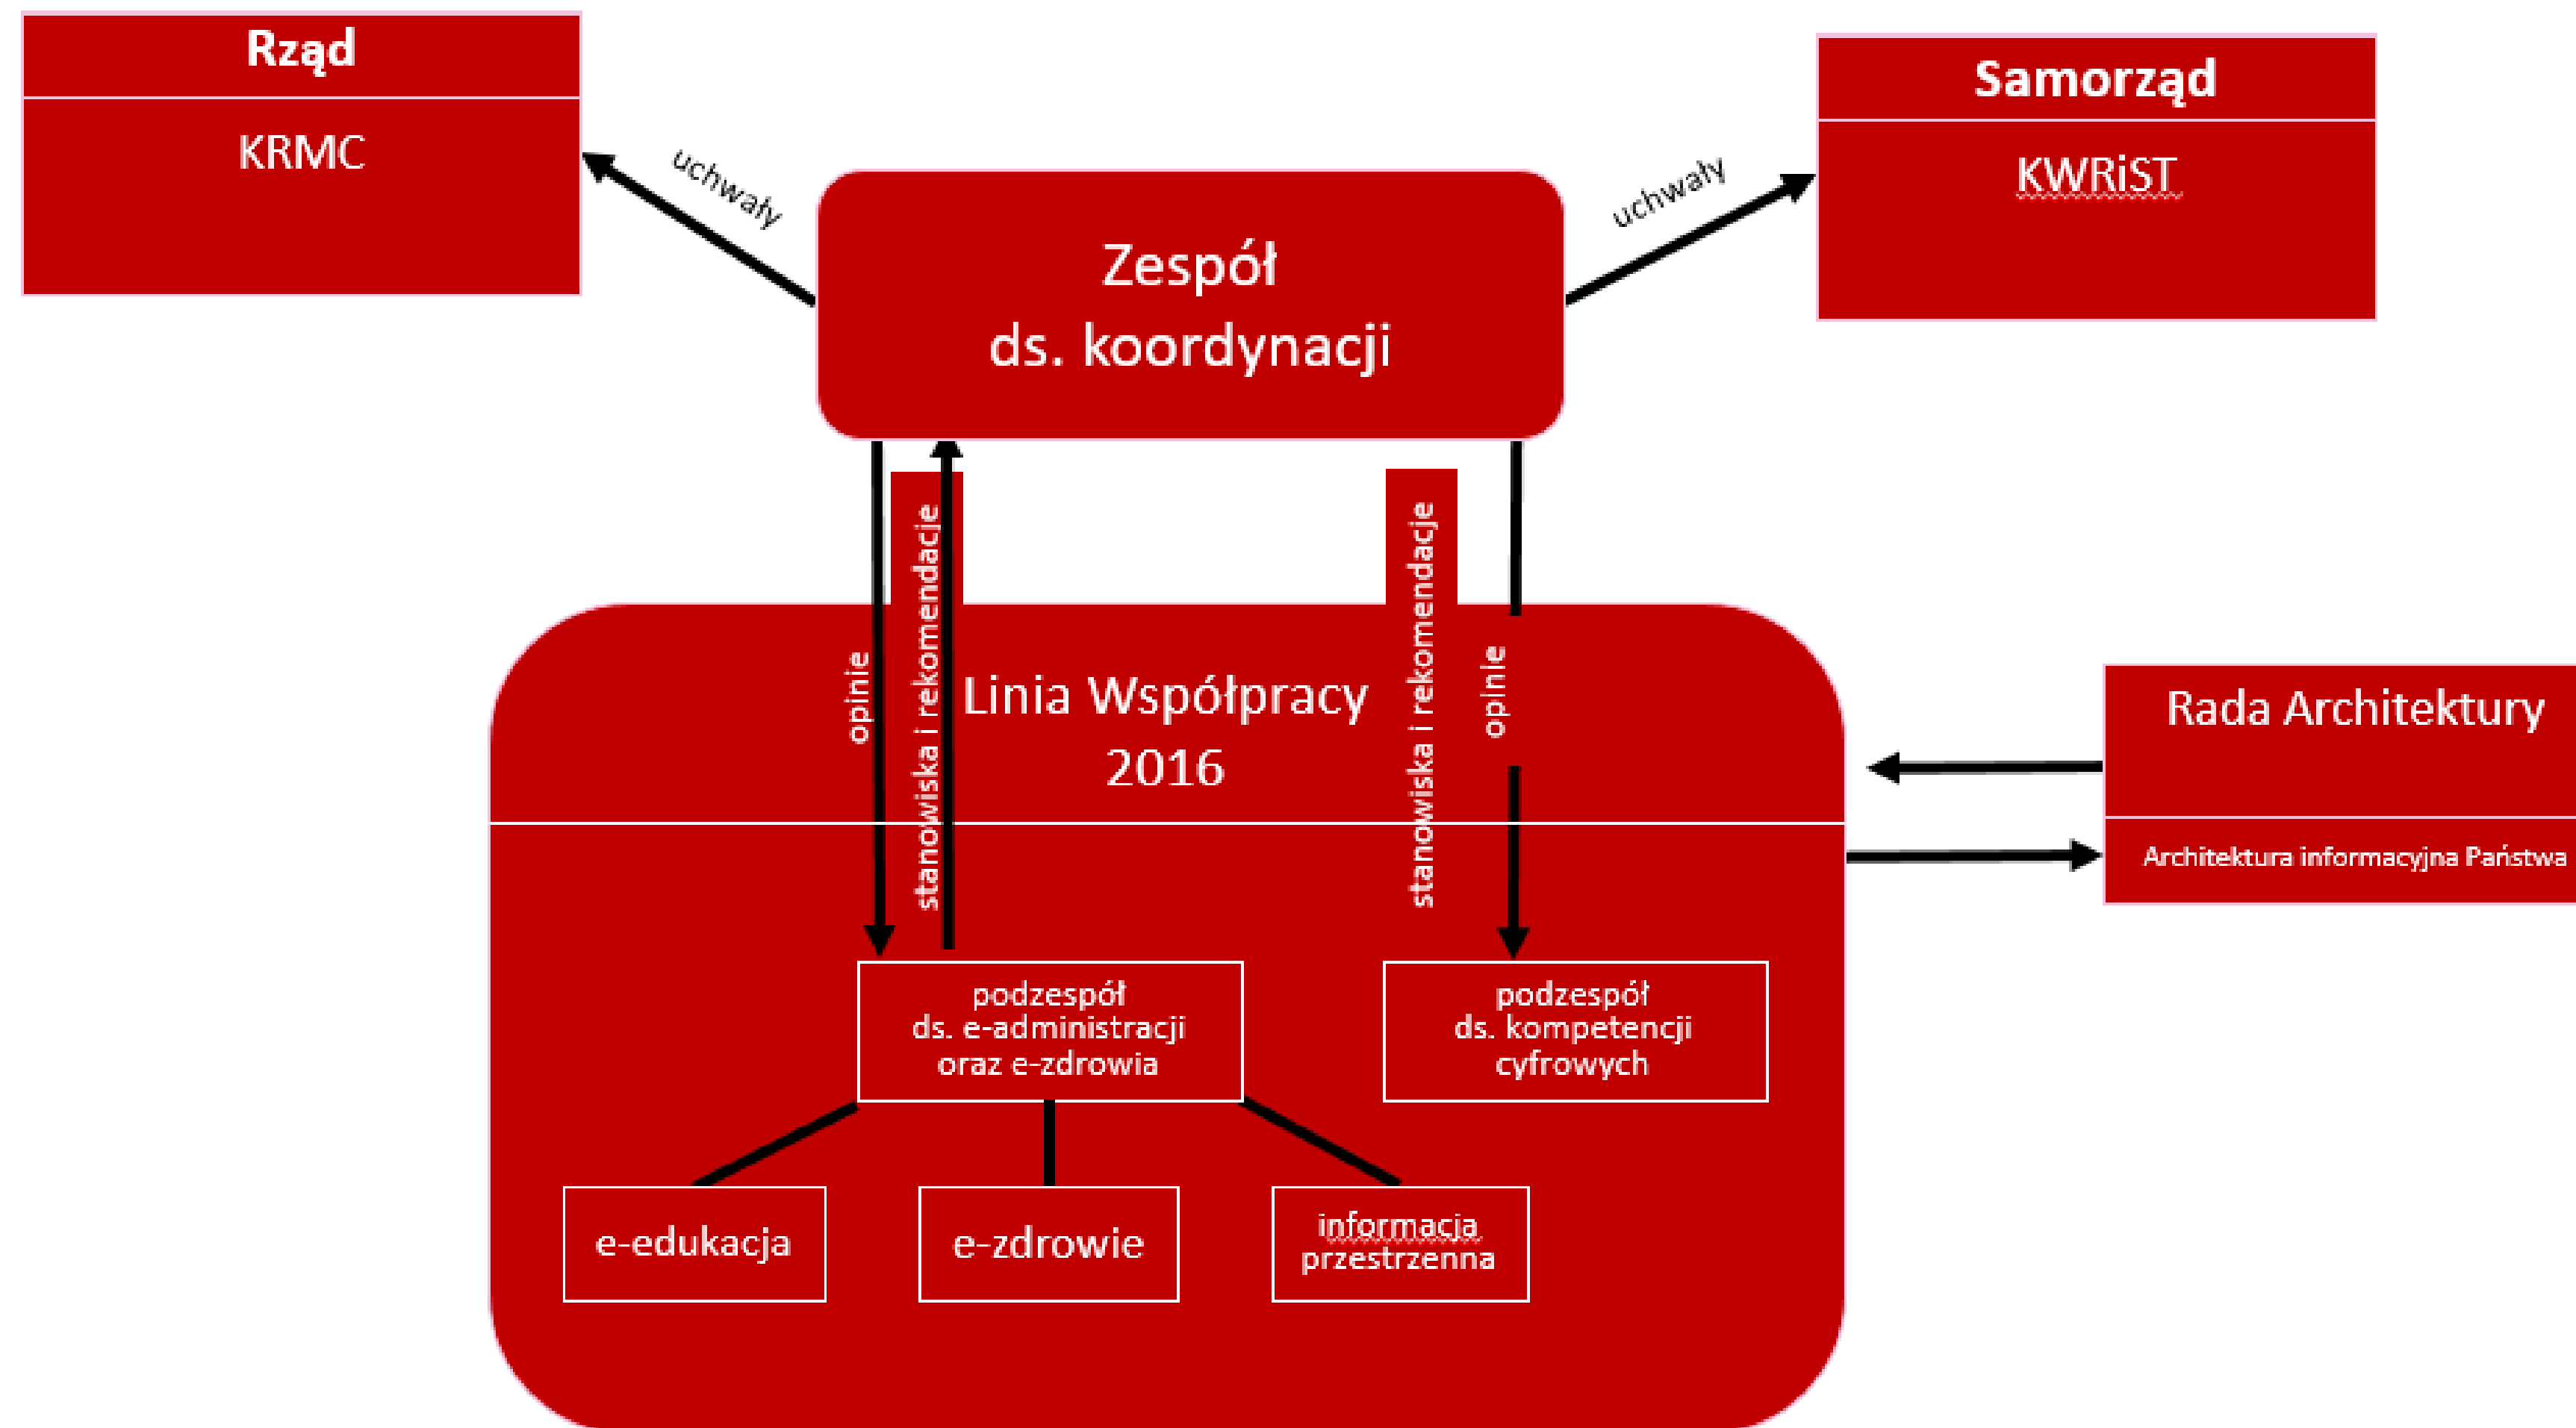 Rząd
KRMC
uchwały
Zespół
ds. koordynacji
uchwały
Samorząd
KWRiST
opinie
stanowiska i rekomendacje
Linia Współpracy
2016
stanowiska i rekomendacje
opinie
Rada Architektury
Architektura informacyjna Państwa
podzespół
ds. e-administracji
oraz e-zdrowia
podzespół
ds. kompetencji
cyfrowych
e-edukacja
e-zdrowie
informacja
przestrzenna